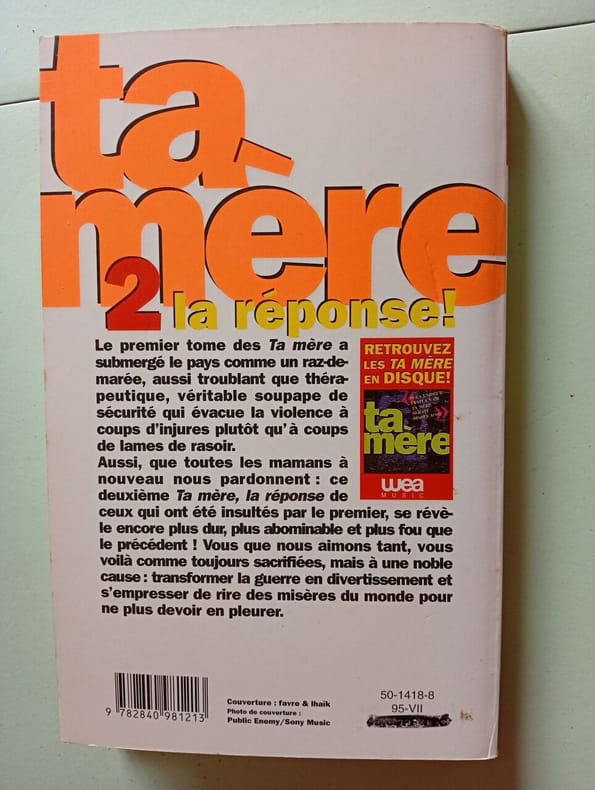 ta
mère
2 la réponse!
Le premier tome des Ta mère a
submergé le pays comme un raz-de-
marée, aussi troublant que théra-
peutique, véritable soupape de
sécurité qui évacue la violence à
coups d'injures plutôt qu'à coups
de lames de rasoir.
Aussi, que toutes les mamans à
nouveau nous pardonnent : ce
deuxième Ta mère, la réponse de
ceux qui ont été insultés par le premier, se révè-
le encore plus dur, plus abominable et plus fou que
le précédent ! Vous que nous aimons tant, vous
voilà comme toujours sacrifiées, mais à une noble
cause : transformer la guerre en divertissement et
s'empresser de rire des misères du monde pour
ne plus devoir en pleurer.
RETROUVEZ
LES TA MÈRE
EN DISQUE!
ta
mère
wea
MUSIC
9 782840 981213
Couverture : favre & lhaïk
Photo de couverture :
Public Enemy/Sony Music
50-1418-8
95-VII